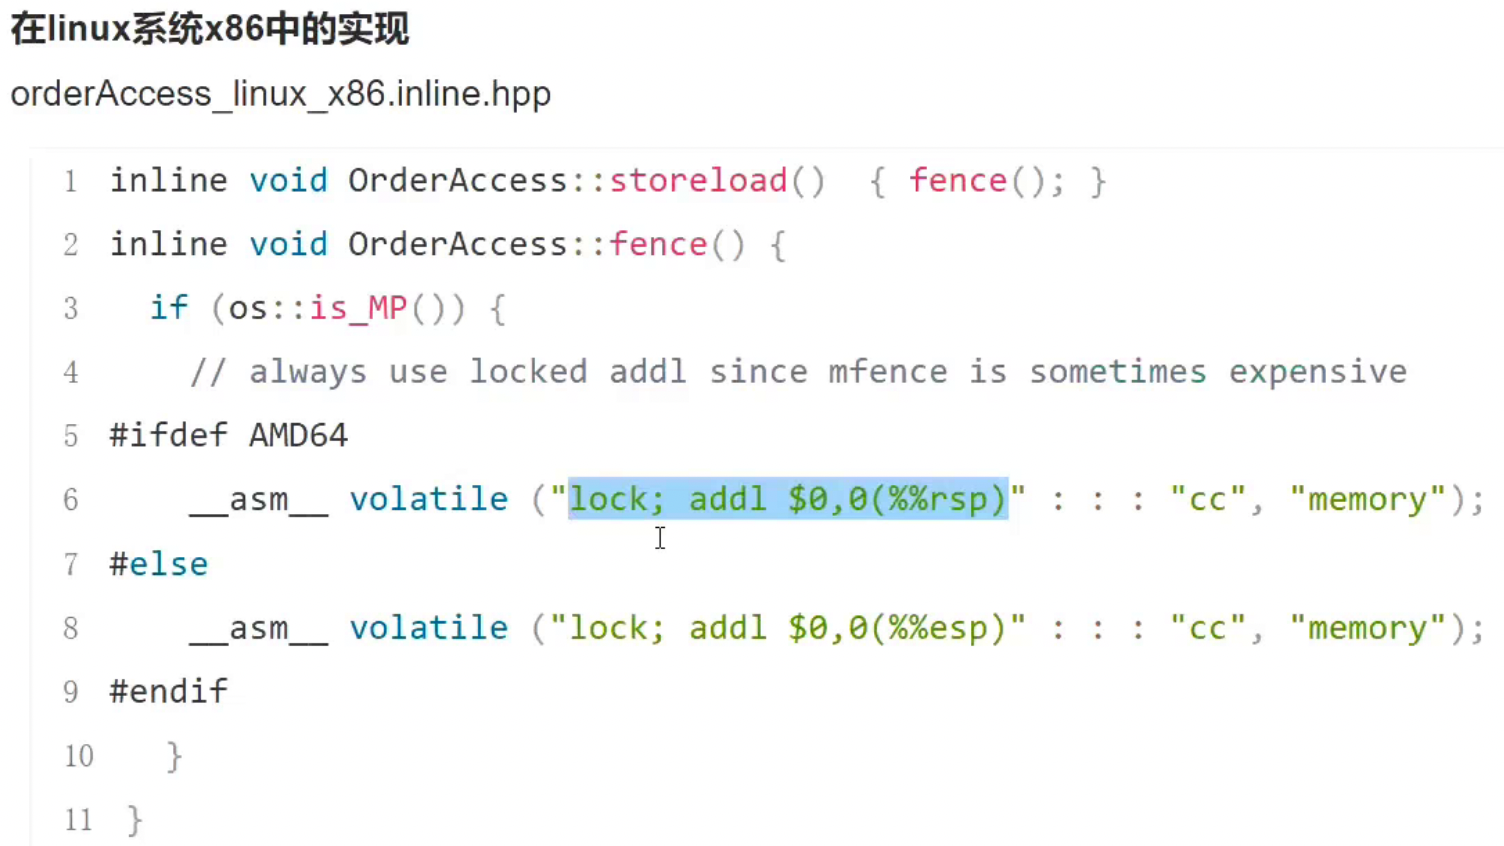 在linux系统x86中的实现
orderAccess_linux_x86.inline.hpp
1 inline void OrderAccess::storeload()  { fence(); }
2 inline void OrderAccess::fence() {
3   if (os::is_MP()) {
4     // always use locked addl since mfence is sometimes expensive
5 #ifdef AMD64
6     __asm__ volatile ("lock; addl $0,0(%%rsp)" : : : "cc", "memory");
7 #else
8     __asm__ volatile ("lock; addl $0,0(%%esp)" : : : "cc", "memory");
9 #endif
10   }
11 }